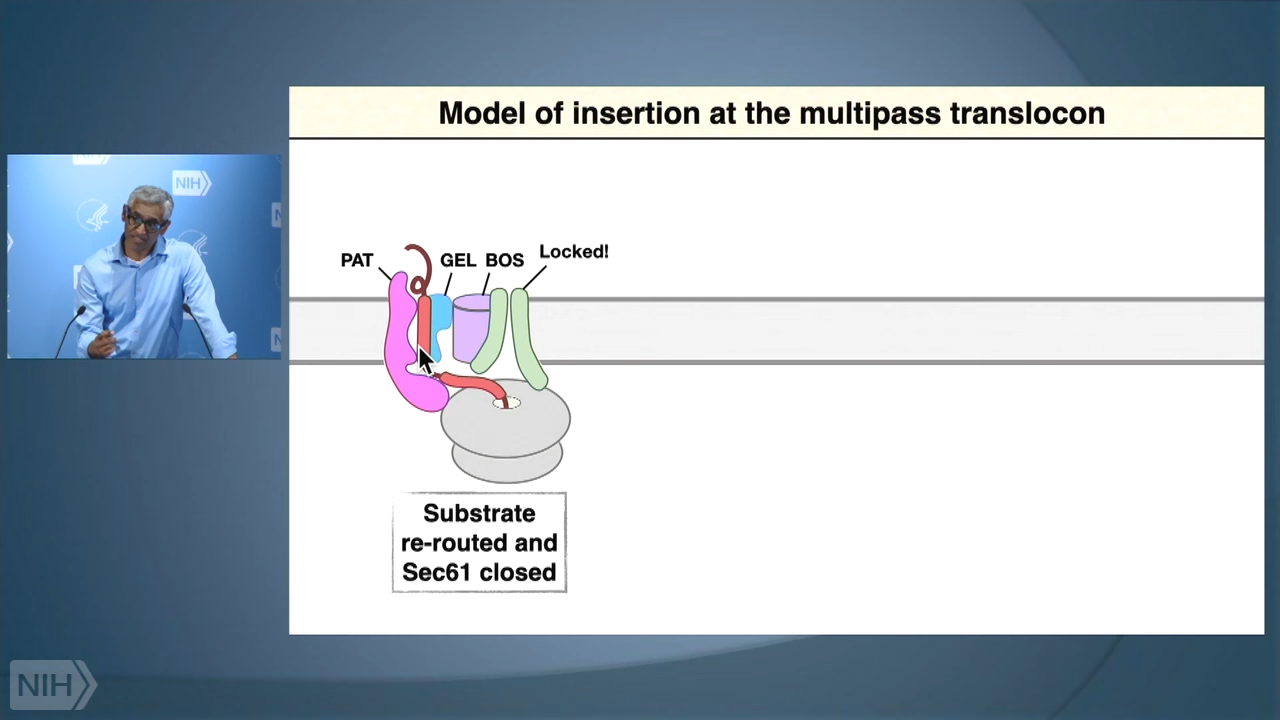 Model of insertion at the multipass translocon
NIH
PAT
GEL
BOS
Locked!
Substrate
re-routed and
Sec61 closed
NIH